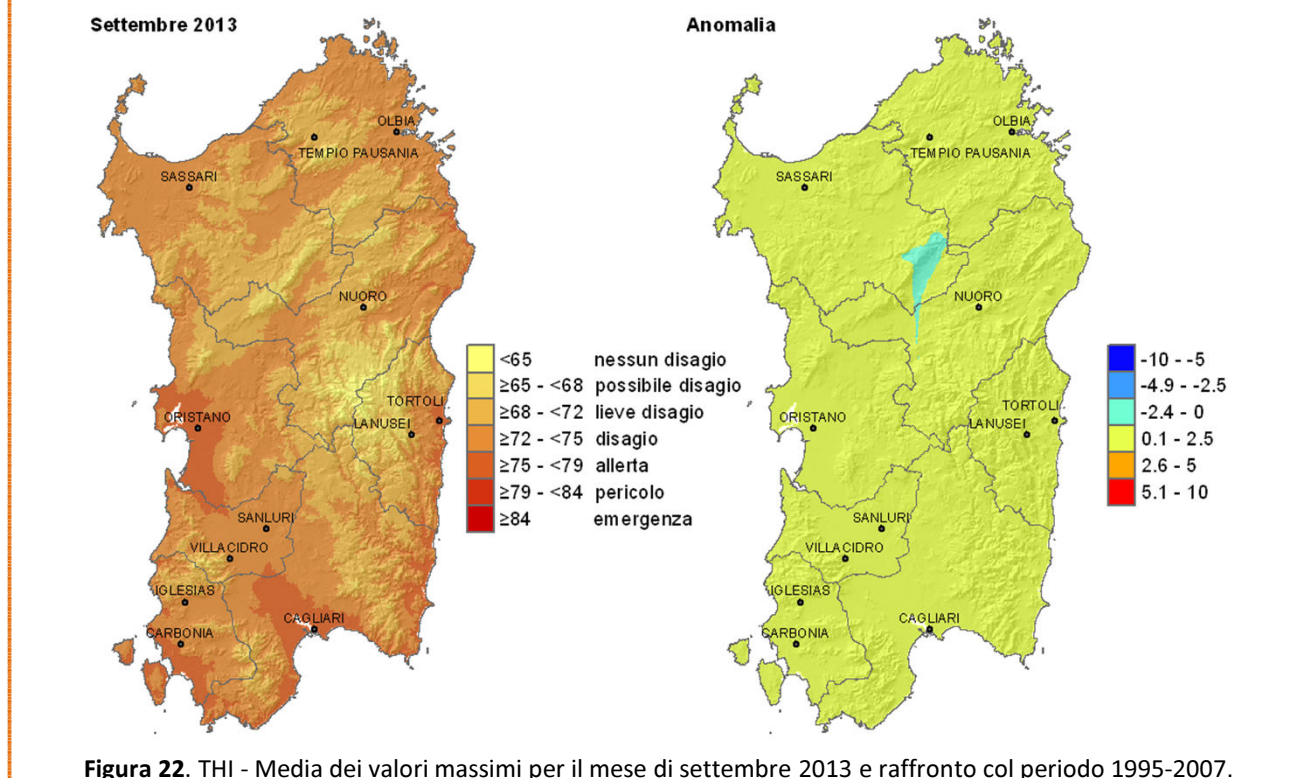 Settembre 2013
OLBIA
TEMPIO PAUSANIA
SASSARI
NUORO
TORTOLI
LANUSEI
ORISTANO
SANLURI
VILLACIDRO
IGLESIAS
CAGLIARI
CARBONIA
<65 nessun disagio
≥65 - <68 possibile disagio
≥68 - <72 lieve disagio
≥72 - <75 disagio
≥75 - <79 allerta
≥79 - <84 pericolo
≥84 emergenza
Anomalia
OLBIA
TEMPIO PAUSANIA
SASSARI
NUORO
TORTOLI
LANUSEI
ORISTANO
SANLURI
VILLACIDRO
IGLESIAS
CAGLIARI
CARBONIA
-10 - -5
-4.9 - -2.5
-2.4 - 0
0.1 - 2.5
2.6 - 5
5.1 - 10
Figura 22. THI - Media dei valori massimi per il mese di settembre 2013 e raffronto col periodo 1995-2007.